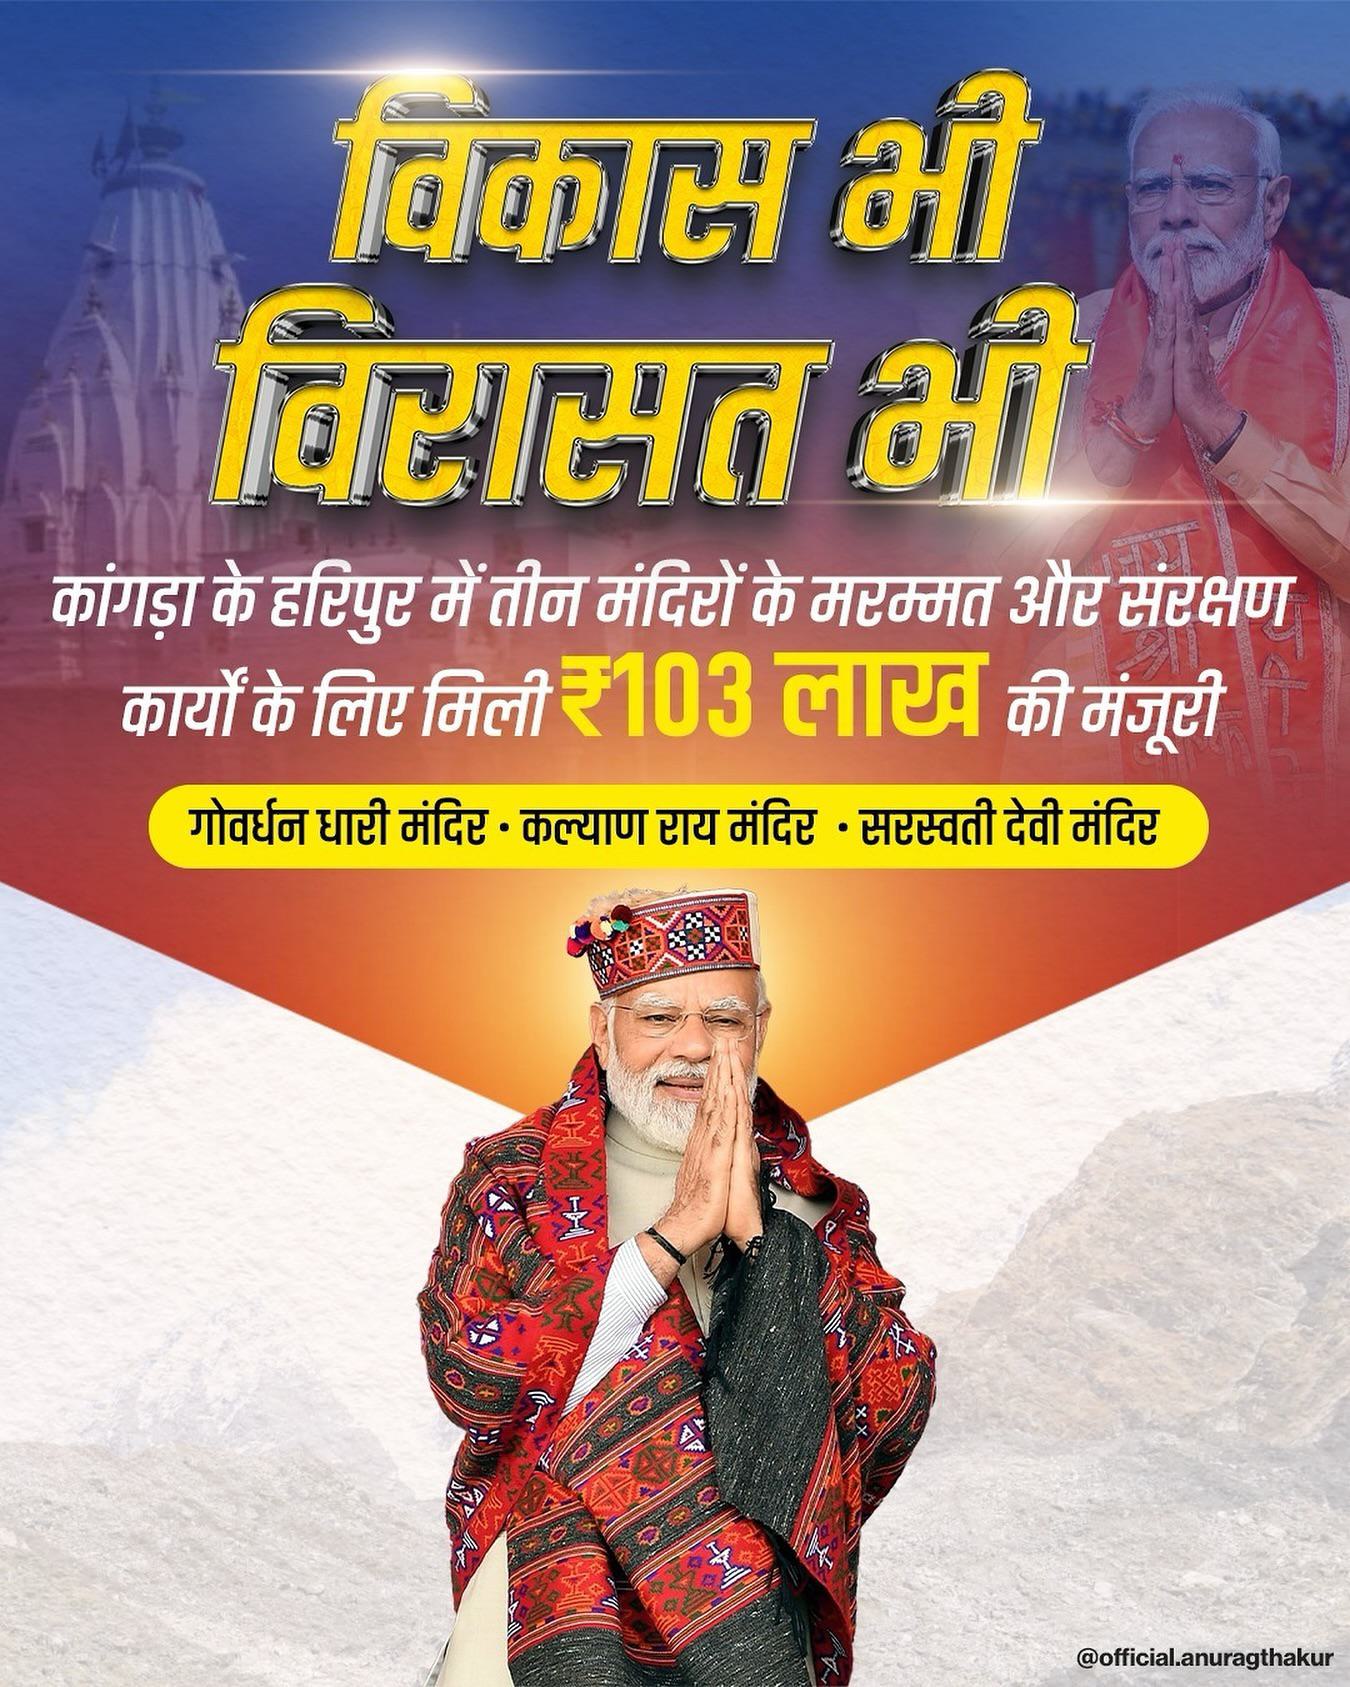 विकास भी
विरासत भी
कांगड़ा के हरिपुर में तीन मंदिरों के मरम्मत और संरक्षण
कार्यों के लिए मिली ₹103 लाख की मंजूरी
गोवर्धन धारी मंदिर • कल्याण राय मंदिर • सरस्वती देवी मंदिर
@official.anuragthakur